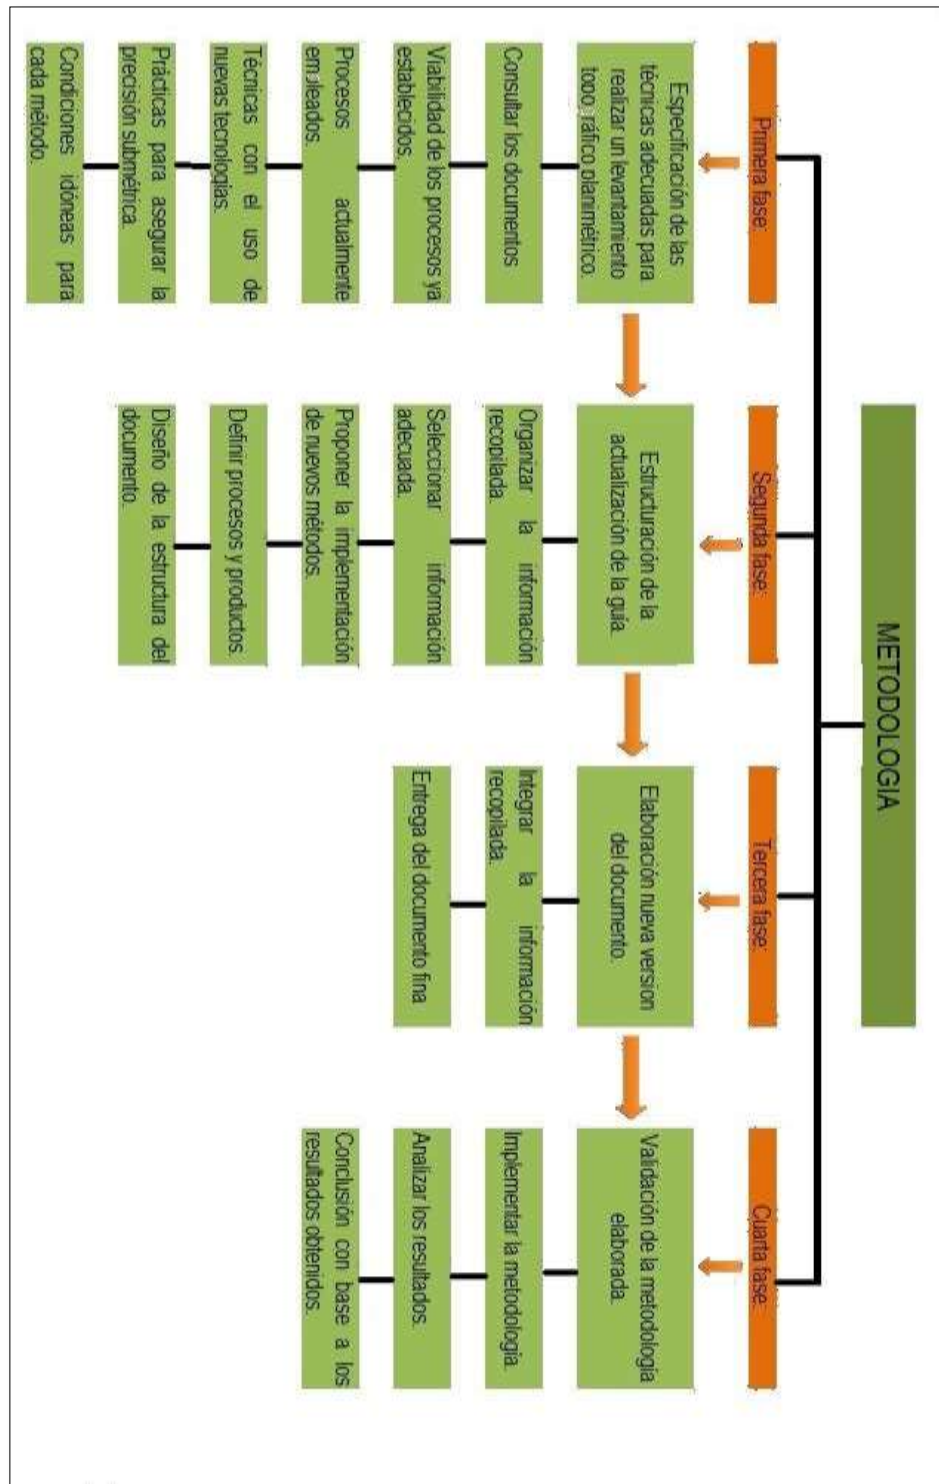 METODOLOGIA
Primera fase:
Especificación de las
técnicas adecuadas para
realizar un levantamiento
planimétrico.
Consultar los documentos
Viabilidad de los procesos ya
establecidos.
Procesos actualmente
Técnicas con el uso de
nuevas tecnologias.
Prácticas para asegurar la
precisión submétrica.
Condiciones idóneas para
cada método.
Segunda fase:
Estructuración de la
actualización de la guía.
Organizar la información
recopilada.
Seleccionar información
adecuada.
Proponer la implementación
de nuevos métodos.
Definir procesos y productos.
Diseño de la estructura del
documento.
Tercera fase:
Elaboración nueva version
del documento.
Integrar la información
recopilada.
Entrega del documento fina
Cuarta fase:
Validación de la metodología
elaborada.
Implementar la metodología.
Analizar los resultados.
Conclusión con base a los
resultados obtenidos.